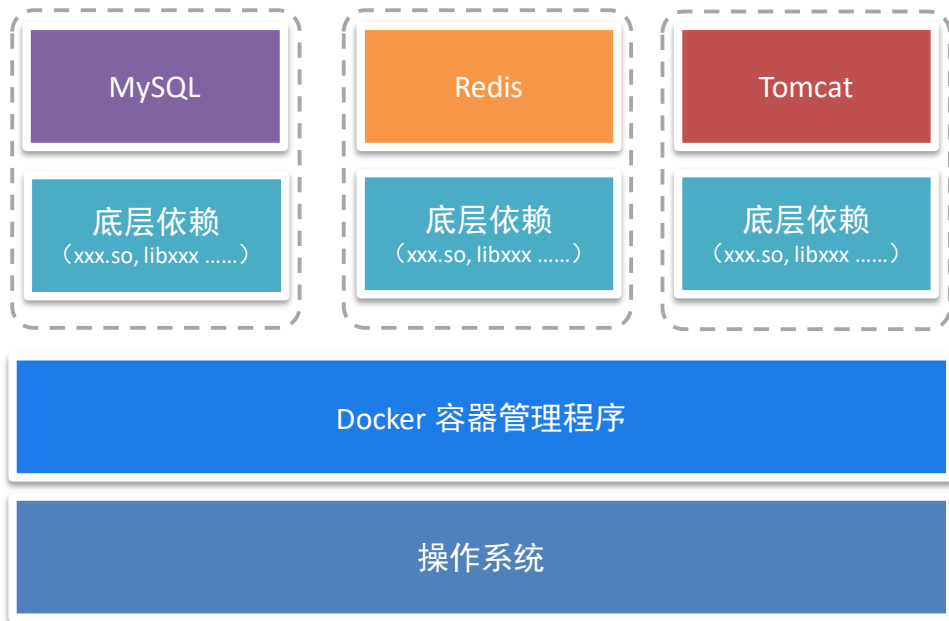 MySQL
Redis
Tomcat
底层依赖
（xxx.so, libxxx ......）
底层依赖
（xxx.so, libxxx ......）
底层依赖
（xxx.so, libxxx ......）
Docker 容器管理程序
操作系统